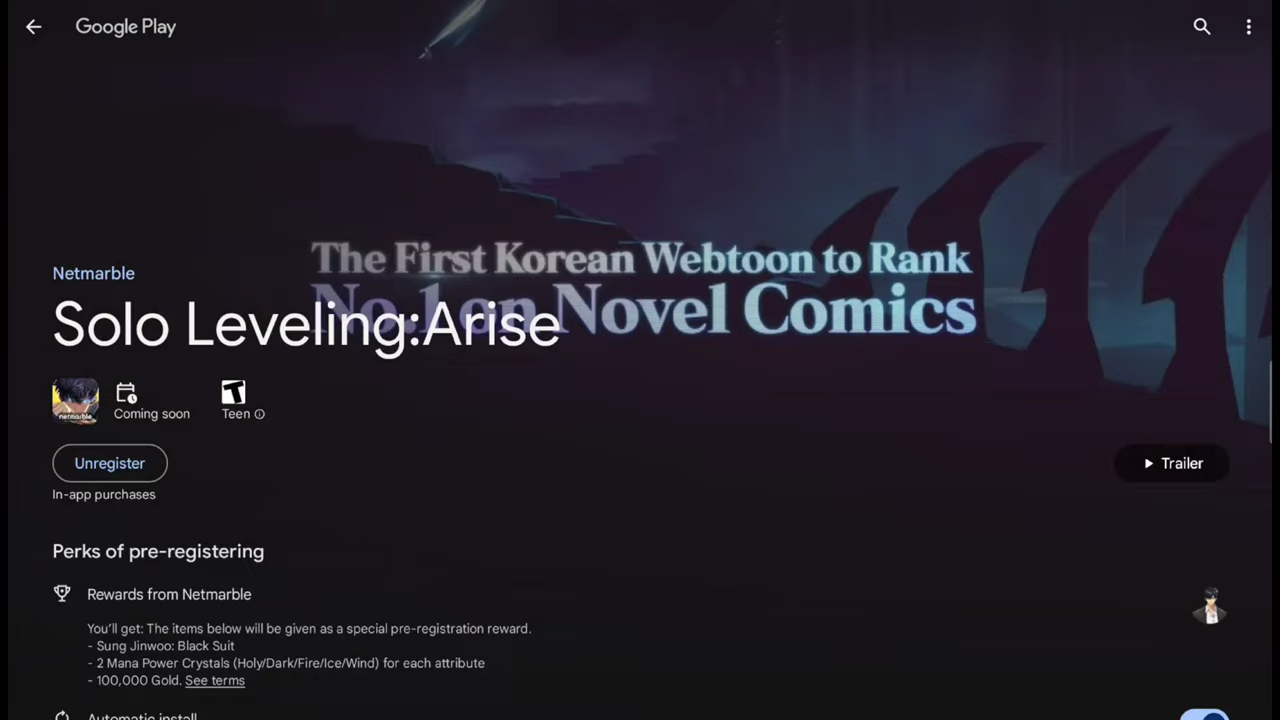 Google Play
The First Korean Webtoon to Rank
No.1 on Novel Comics
Netmarble
Solo Leveling:Arise
netmarble
Coming soon
T
Teen
Unregister
Trailer
In-app purchases
Perks of pre-registering
Rewards from Netmarble
You'll get: The items below will be given as a special pre-registration reward.
- Sung Jinwoo: Black Suit
- 2 Mana Power Crystals (Holy/Dark/Fire/Ice/Wind) for each attribute
- 100,000 Gold. See terms
Automatic install